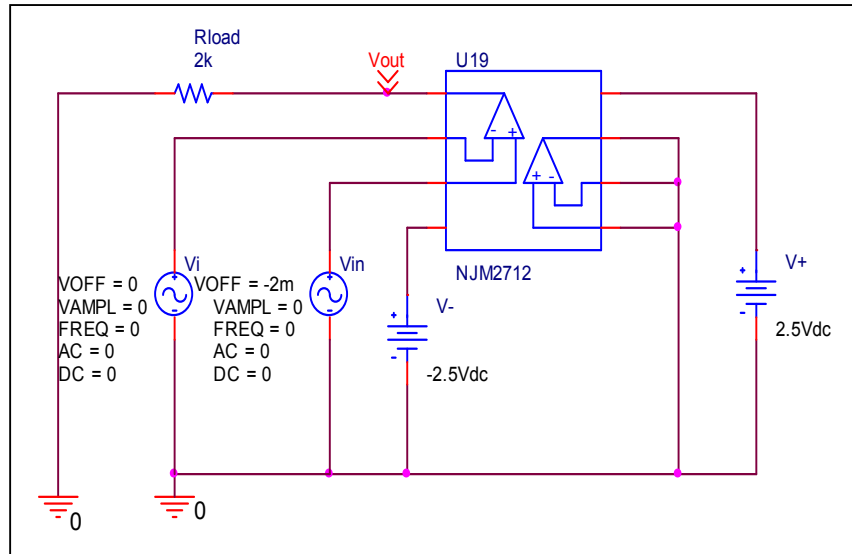 Rload
2k
Vout
U19
- +
+ -
NJM2712
Vi
VOFF = 0
VAMPL = 0
FREQ = 0
AC = 0
DC = 0
Vin
VOFF = -2m
VAMPL = 0
FREQ = 0
AC = 0
DC = 0
V-
-2.5Vdc
V+
2.5Vdc
0
0